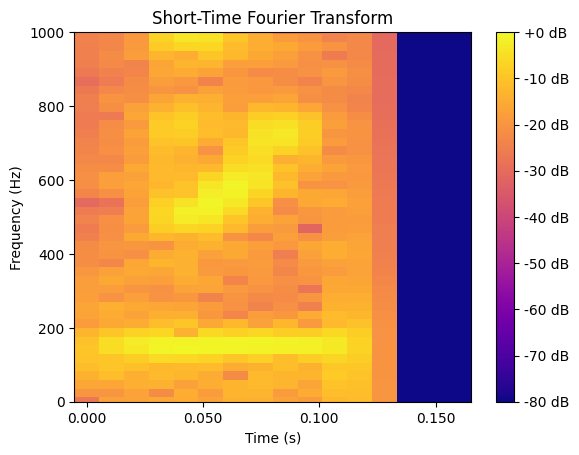 Short-Time Fourier Transform
1000
800
600
400
200
0
Frequency (Hz)
0.000
0.050
0.100
0.150
Time (s)
+0 dB
-10 dB
-20 dB
-30 dB
-40 dB
-50 dB
-60 dB
-70 dB
-80 dB